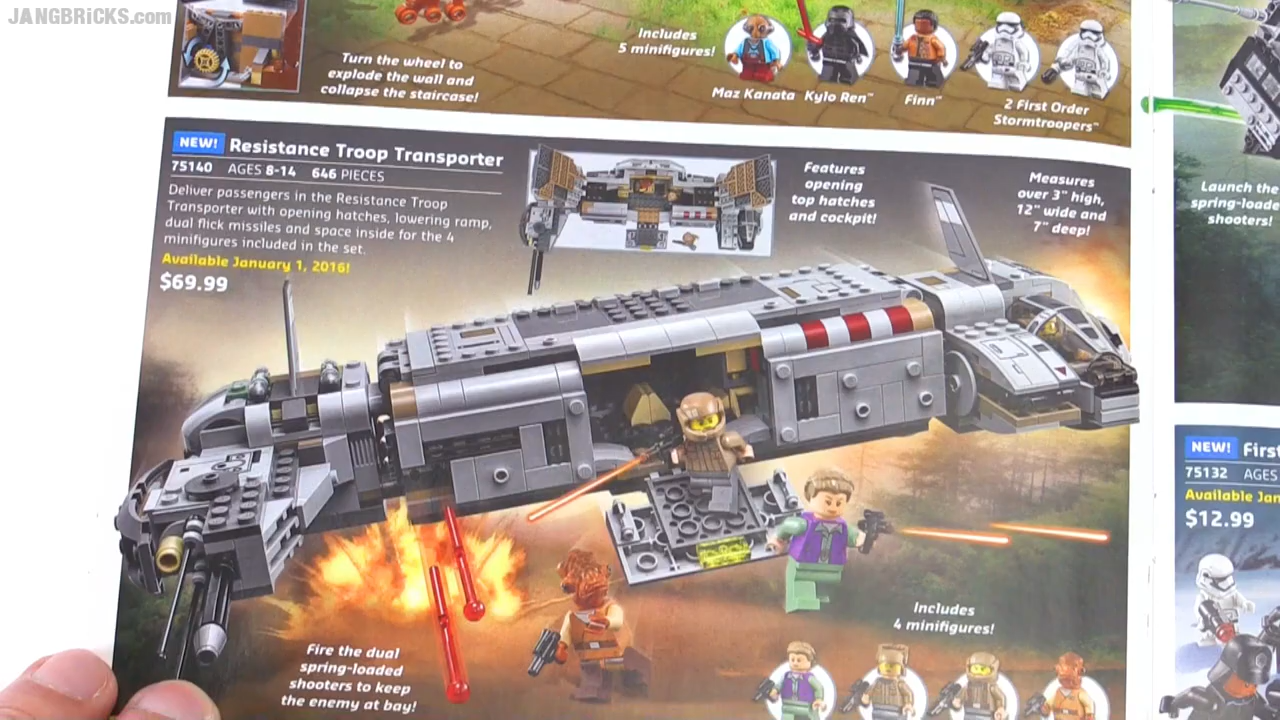 JANGBRiCKS.com
Turn the wheel to
explode the wall and
collapse the staircase!
Includes
5 minifigures!
Maz Kanata
Kylo Ren™
Finn™
2 First Order
Stormtroopers™
NEW! Resistance Troop Transporter
75140 AGES 8-14 646 PIECES
Deliver passengers in the Resistance Troop
Transporter with opening hatches, lowering ramp,
dual flick missiles and space inside for the 4
minifigures included in the set.
Available January 1, 2016!
$69.99
Features
opening
top hatches
and cockpit!
Measures
over 3" high,
12" wide and
7" deep!
Fire the dual
spring-loaded
shooters to keep
the enemy at bay!
Includes
4 minifigures!
Launch the
spring-loade
shooters!
NEW! First
75132 AGES
Available Jan
$12.99